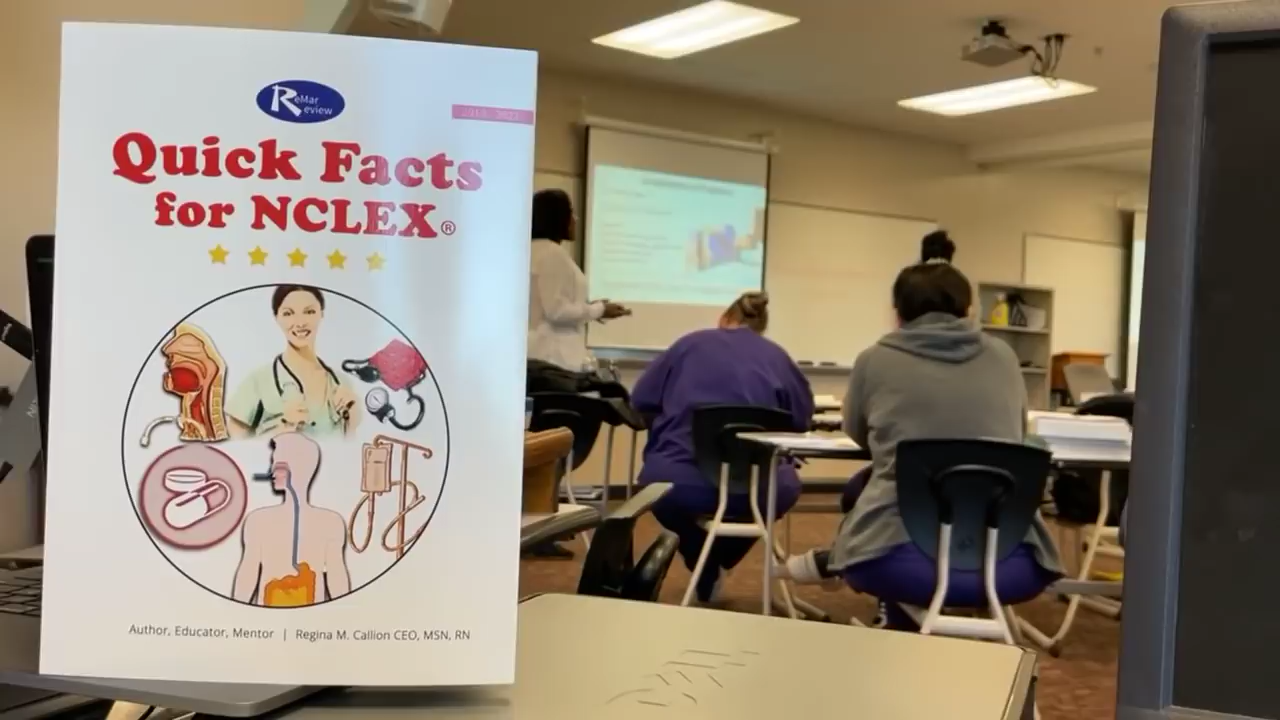 ReMar
Review
Quick Facts
for NCLEX®
Author, Educator, Mentor | Regina M. Callion CEO, MSN, RN